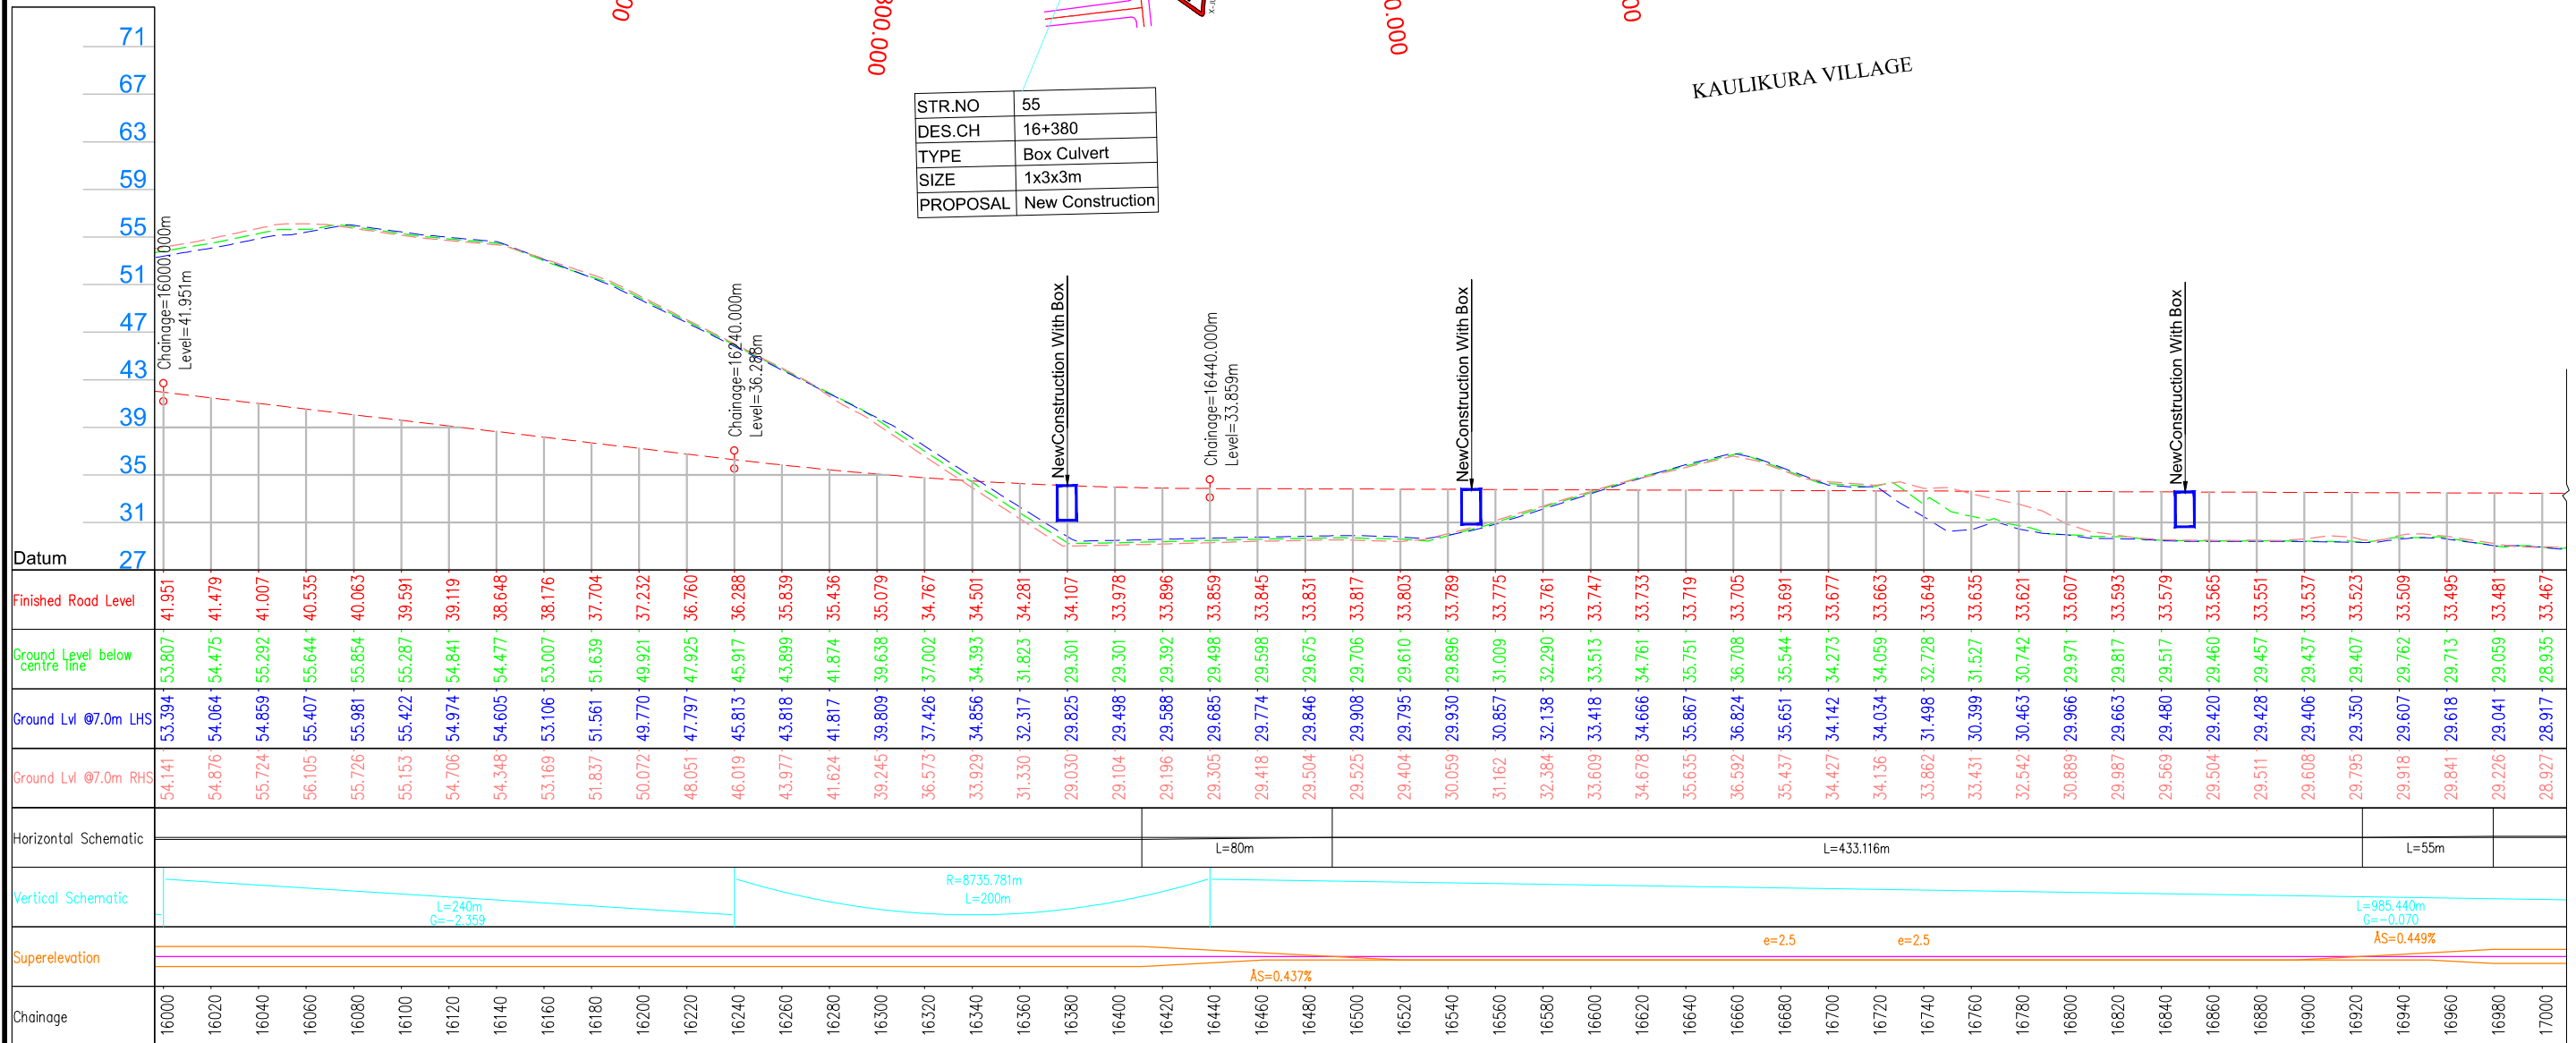 00
800.000
0.000
00
KAULIKURA VILLAGE
STR.NO 55
DES.CH 16+380
TYPE Box Culvert
SIZE 1x3x3m
PROPOSAL New Construction
71
67
63
59
55
51
47
43
39
35
31
27
Datum
Chainage=16000.000m
Level=41.951m
Chainage=16240.000m
Level=36.288m
NewConstruction With Box
Chainage=16440.000m
Level=33.859m
NewConstruction With Box
NewConstruction With Box
Finished Road Level 41.951 41.479 41.007 40.535 40.063 39.591 39.119 38.648 38.176 37.704 37.232 36.760 36.288 35.839 35.436 35.079 34.767 34.501 34.281 34.107 33.978 33.896 33.859 33.845 33.831 33.817 33.803 33.789 33.775 33.761 33.747 33.733 33.719 33.705 33.691 33.677 33.663 33.649 33.635 33.621 33.607 33.593 33.579 33.565 33.551 33.537 33.523 33.509 33.495 33.481 33.467
Ground Level below
centre line 53.807 54.475 55.292 55.644 55.854 55.287 54.841 54.477 53.007 51.639 49.921 47.925 45.917 43.899 41.874 39.638 37.002 34.393 31.823 29.301 29.301 29.392 29.498 29.598 29.675 29.706 29.610 29.896 31.009 32.290 33.513 34.761 35.751 36.708 35.544 34.273 34.059 32.728 31.527 30.742 29.971 29.817 29.517 29.460 29.457 29.437 29.407 29.762 29.713 29.059 28.935
Ground Lvl @7.0m LHS 53.394 54.064 54.859 55.407 55.981 55.422 54.974 54.605 53.106 51.561 49.770 47.797 45.813 43.818 41.817 39.809 37.426 34.856 32.317 29.825 29.498 29.588 29.685 29.774 29.846 29.908 29.795 29.930 30.857 32.138 33.418 34.666 35.867 36.824 35.651 34.142 34.034 31.498 30.399 30.463 29.966 29.663 29.480 29.420 29.428 29.406 29.350 29.607 29.618 29.041 28.917
Ground Lvl @7.0m RHS 54.141 54.876 55.724 56.105 55.726 55.153 54.706 54.348 53.169 51.837 50.072 48.051 46.019 43.977 41.624 39.245 36.573 33.929 31.330 29.030 29.104 29.196 29.305 29.418 29.504 29.525 29.404 30.059 31.162 32.384 33.609 34.678 35.635 36.592 35.437 34.427 34.136 33.862 33.431 32.542 30.889 29.987 29.569 29.504 29.511 29.608 29.795 29.918 29.841 29.226 28.927
Horizontal Schematic L=80m L=433.116m L=55m
Vertical Schematic
L=240m
G=-2.359
R=8735.781m
L=200m
L=985.440m
G=-0.070
Superelevation
ÅS=0.437%
e=2.5 e=2.5
ÅS=0.449%
Chainage 16000 16020 16040 16060 16080 16100 16120 16140 16160 16180 16200 16220 16240 16260 16280 16300 16320 16340 16360 16380 16400 16420 16440 16460 16480 16500 16520 16540 16560 16580 16600 16620 16640 16660 16680 16700 16720 16740 16760 16780 16800 16820 16840 16860 16880 16900 16920 16940 16960 16980 17000